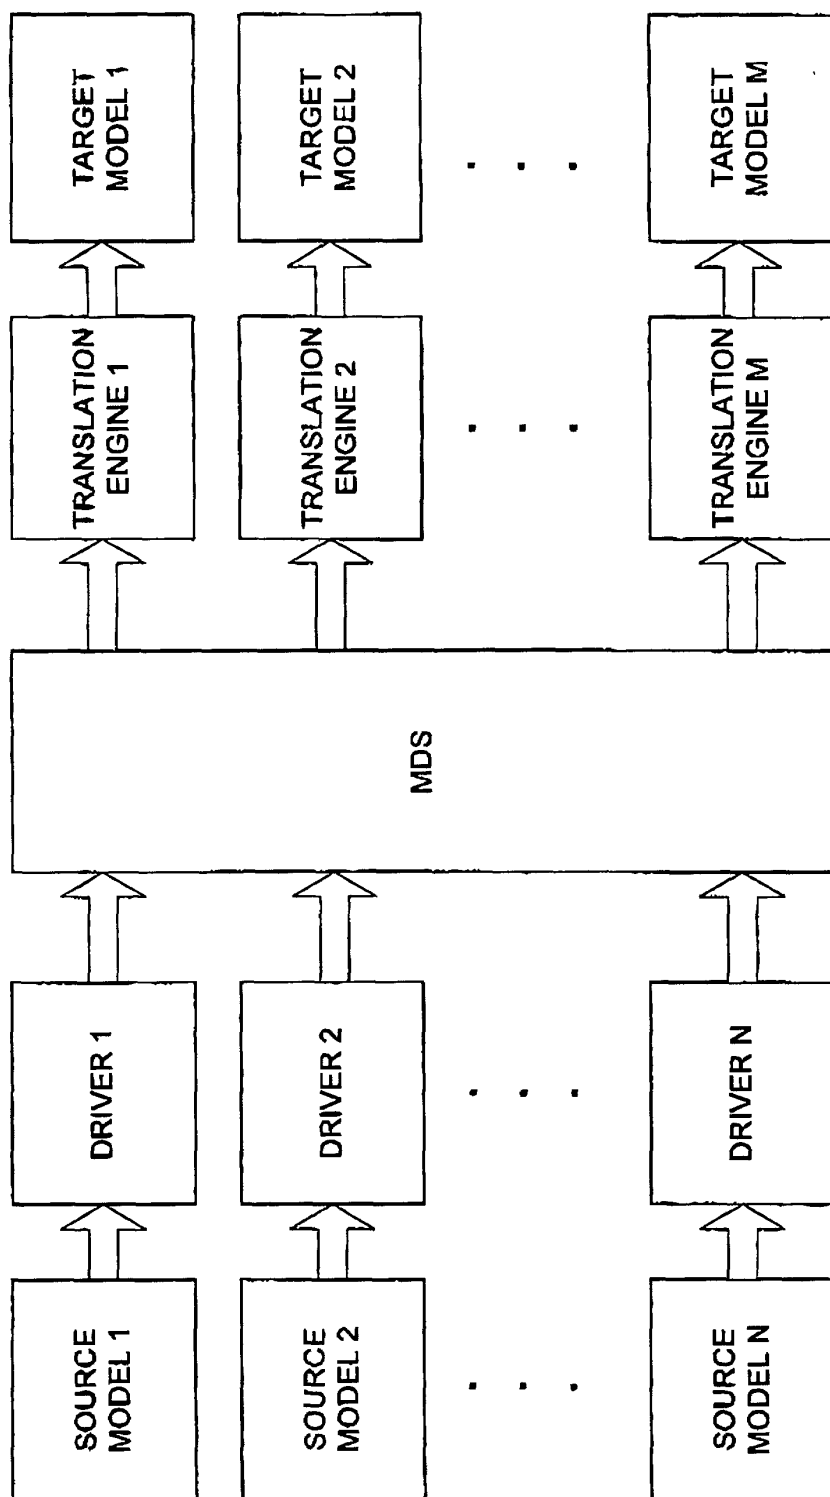 SOURCE
MODEL 1
DRIVER 1
SOURCE
MODEL 2
DRIVER 2
SOURCE
MODEL N
DRIVER N
MDS
TRANSLATION
ENGINE 1
TARGET
MODEL 1
TRANSLATION
ENGINE 2
TARGET
MODEL 2
TRANSLATION
ENGINE M
TARGET
MODEL M